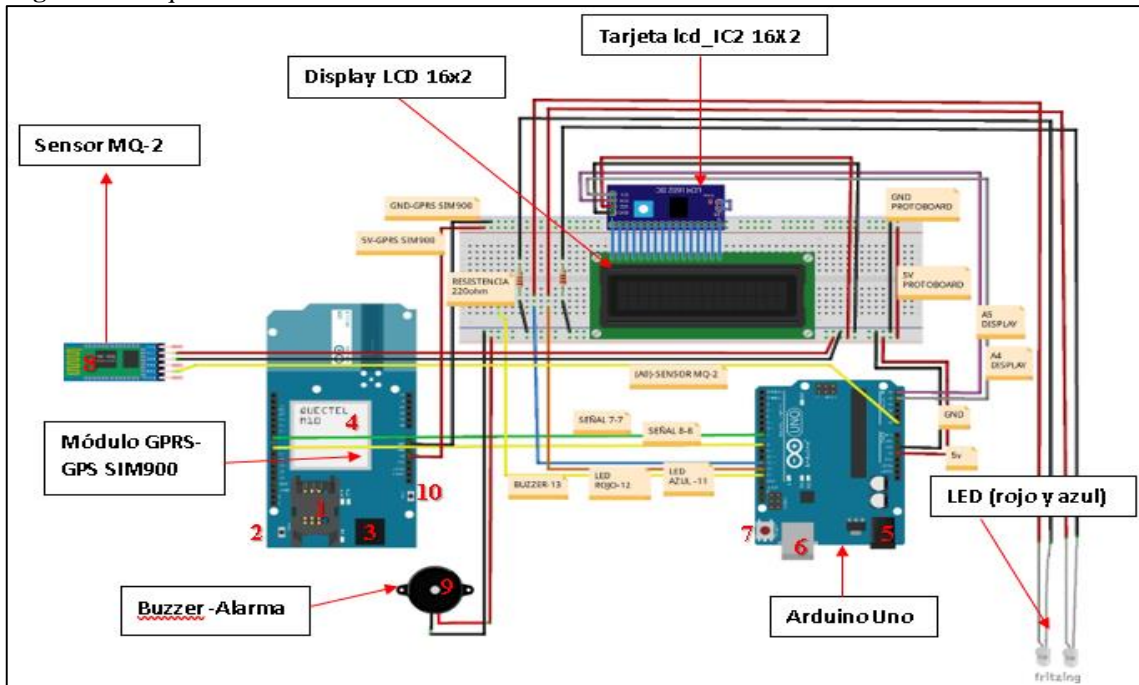 Tarjeta lcd_IC2 16X2
Display LCD 16x2
Sensor MQ-2
GND-GPRS SIM900
5V-GPRS SIM900
GND
PROTOBOARD
RESISTENCIA
220ohm
5V
PROTOBOARD
A5
DISPLAY
A4
DISPLAY
8
(A0)-SENSOR MQ-2
QUECTEL
M10
4
SEÑAL 7-7
SEÑAL 8-8
GND
5v
UNO
ARDUINO
Módulo GPRS-
GPS SIM900
BUZZER-13
LED
ROJO-12
LED
AZUL -11
LED (rojo y azul)
10
1
2
3
7
6
5
9
Buzzer -Alarma
Arduino Uno
fritzing